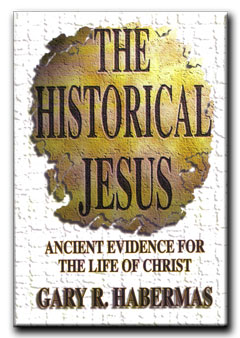 THE
HISTORICAL
JESUS
ANCIENT EVIDENCE FOR
THE LIFE OF CHRIST
GARY R. HABERMAS